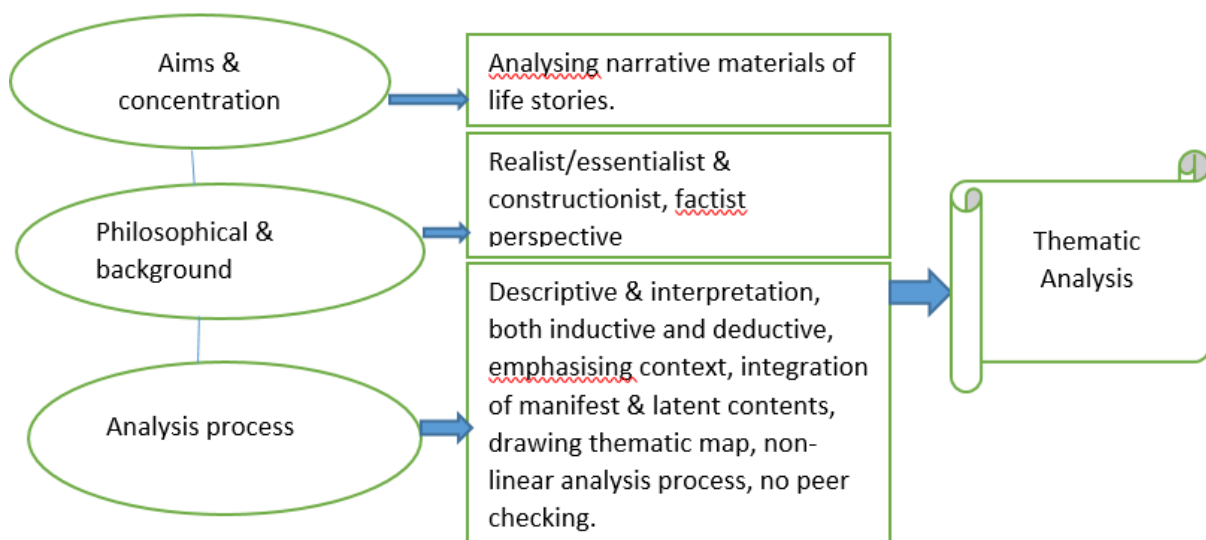 Aims &
concentration
Analysing narrative materials of
life stories.
Philosophical &
background
Realist/essentialist &
constructionist, factist
perspective
Analysis process
Descriptive & interpretation,
both inductive and deductive,
emphasising context, integration
of manifest & latent contents,
drawing thematic map, non-
linear analysis process, no peer
checking.
Thematic
Analysis